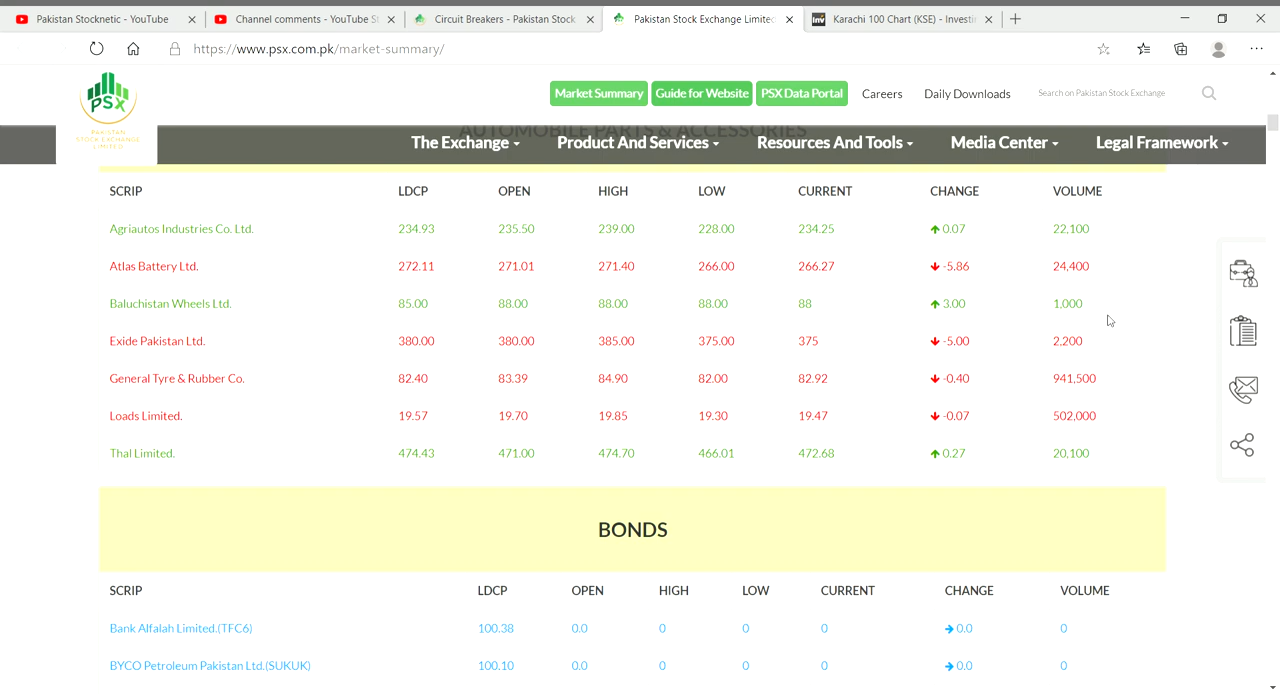 Pakistan Stocknetic - YouTube
Channel comments - YouTube St
Circuit Breakers - Pakistan Stock
Pakistan Stock Exchange Limited
Karachi 100 Chart (KSE) - Investin
https://www.psx.com.pk/market-summary/
PSX
PAKISTAN
STOCK EXCHANGE
LIMITED
Market Summary Guide for Website PSX Data Portal Careers Daily Downloads Search on Pakistan Stock Exchange
AUTOMOBILE PARTS & ACCESSORIES
The Exchange Product And Services Resources And Tools Media Center Legal Framework
SCRIP LDCP OPEN HIGH LOW CURRENT CHANGE VOLUME
Agriautos Industries Co. Ltd. 234.93 235.50 239.00 228.00 234.25 0.07 22,100
Atlas Battery Ltd. 272.11 271.01 271.40 266.00 266.27 -5.86 24,400
Baluchistan Wheels Ltd. 85.00 88.00 88.00 88.00 88 3.00 1,000
Exide Pakistan Ltd. 380.00 380.00 385.00 375.00 375 -5.00 2,200
General Tyre & Rubber Co. 82.40 83.39 84.90 82.00 82.92 -0.40 941,500
Loads Limited. 19.57 19.70 19.85 19.30 19.47 -0.07 502,000
Thal Limited. 474.43 471.00 474.70 466.01 472.68 0.27 20,100
BONDS
SCRIP LDCP OPEN HIGH LOW CURRENT CHANGE VOLUME
Bank Alfalah Limited.(TFC6) 100.38 0.0 0 0 0 0.0 0
BYCO Petroleum Pakistan Ltd.(SUKUK) 100.10 0.0 0 0 0 0.0 0